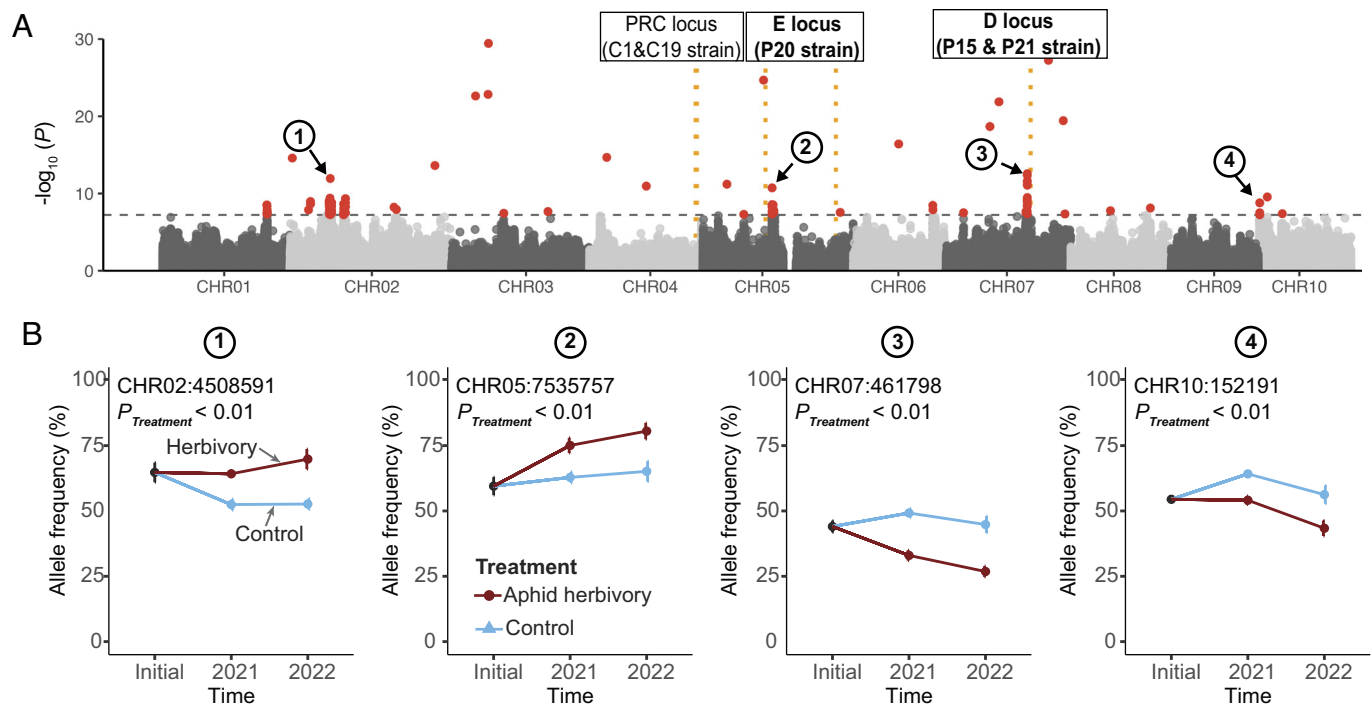 A
PRC locus
(C1&C19 strain)
E locus
(P20 strain)
D locus
(P15 & P21 strain)
-log10 (P)
30
20
10
0
1
2
3
4
CHR01 CHR02 CHR03 CHR04 CHR05 CHR06 CHR07 CHR08 CHR09 CHR10
B
1
CHR02:4508591
PTreatment < 0.01
Herbivory
Control
Allele frequency (%)
100
75
50
25
0
Initial 2021 2022
Time
2
CHR05:7535757
PTreatment < 0.01
Treatment
Aphid herbivory
Control
Allele frequency (%)
100
75
50
25
0
Initial 2021 2022
Time
3
CHR07:461798
PTreatment < 0.01
Allele frequency (%)
100
75
50
25
0
Initial 2021 2022
Time
4
CHR10:152191
PTreatment < 0.01
Allele frequency (%)
100
75
50
25
0
Initial 2021 2022
Time